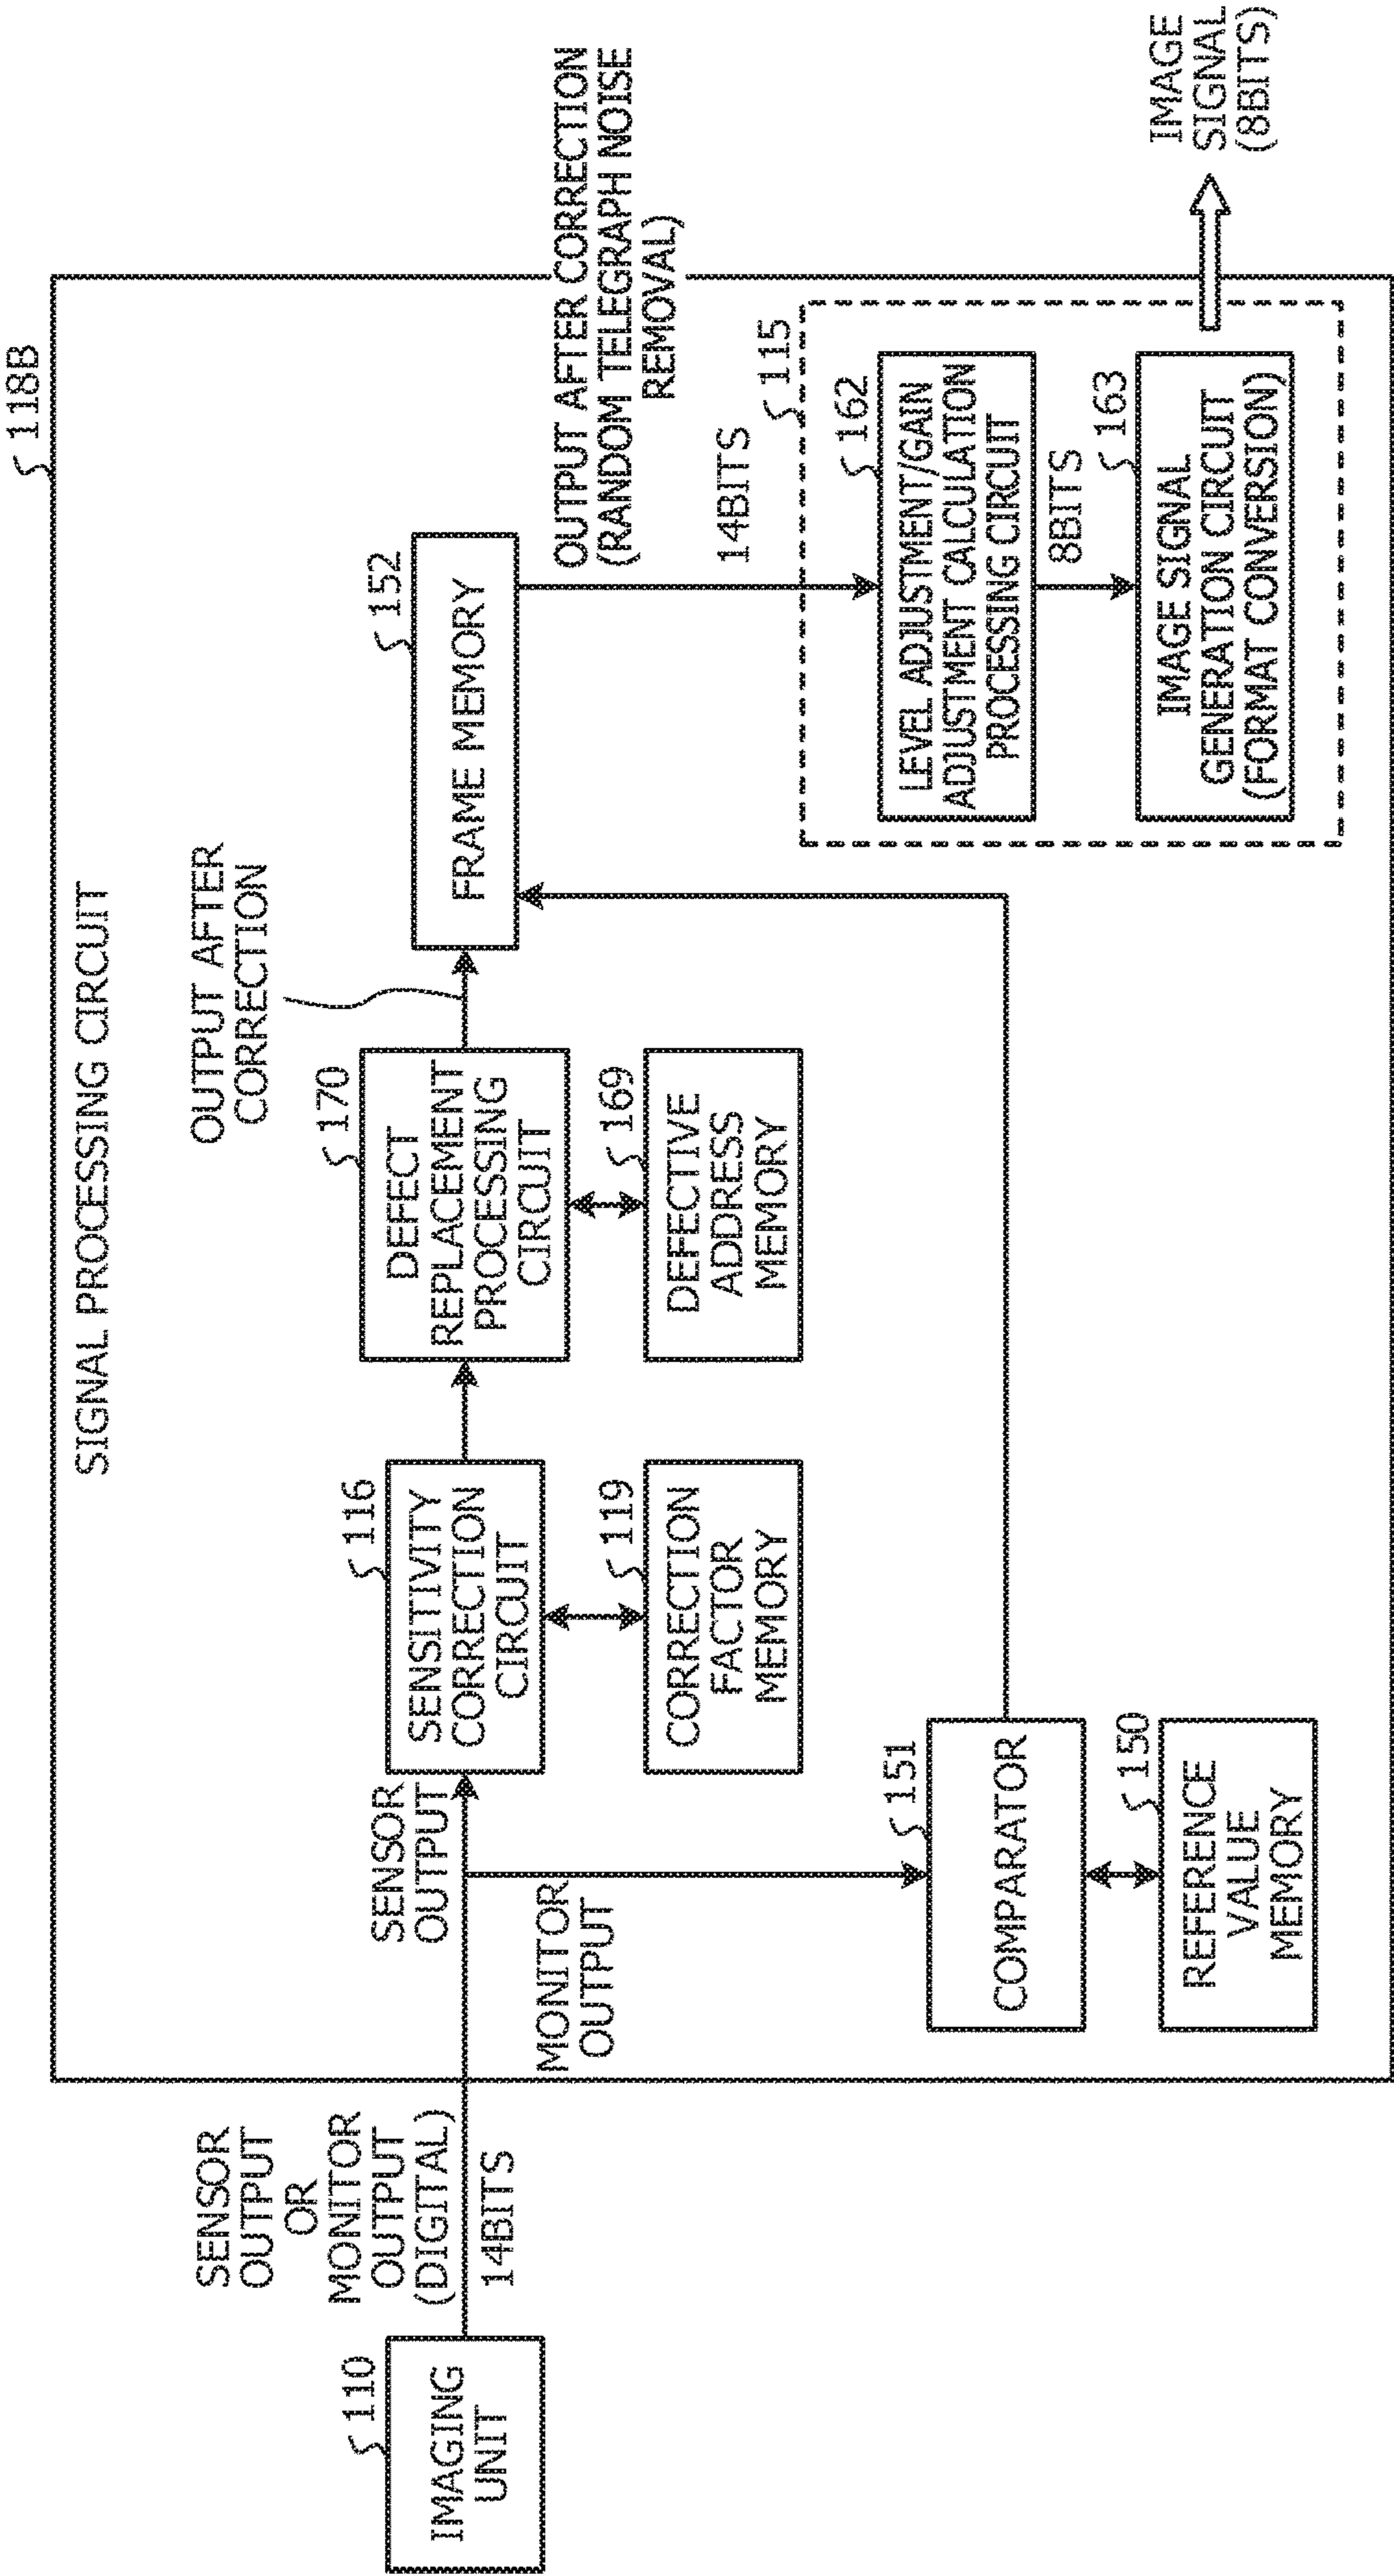 118B
SIGNAL PROCESSING CIRCUIT
SENSOR
OUTPUT
OR
MONITOR
OUTPUT
(DIGITAL)
14BITS
110
IMAGING
UNIT
SENSOR
OUTPUT
MONITOR
OUTPUT
116
SENSITIVITY
CORRECTION
CIRCUIT
119
CORRECTION
FACTOR
MEMORY
151
COMPARATOR
150
REFERENCE
VALUE
MEMORY
170
DEFECT
REPLACEMENT
PROCESSING
CIRCUIT
169
DEFECTIVE
ADDRESS
MEMORY
OUTPUT AFTER
CORRECTION
152
FRAME MEMORY
OUTPUT AFTER CORRECTION
(RANDOM TELEGRAPH NOISE
REMOVAL)
14BITS
115
162
LEVEL ADJUSTMENT/GAIN
ADJUSTMENT CALCULATION
PROCESSING CIRCUIT
8BITS
163
IMAGE SIGNAL
GENERATION CIRCUIT
(FORMAT CONVERSION)
IMAGE
SIGNAL
(8BITS)